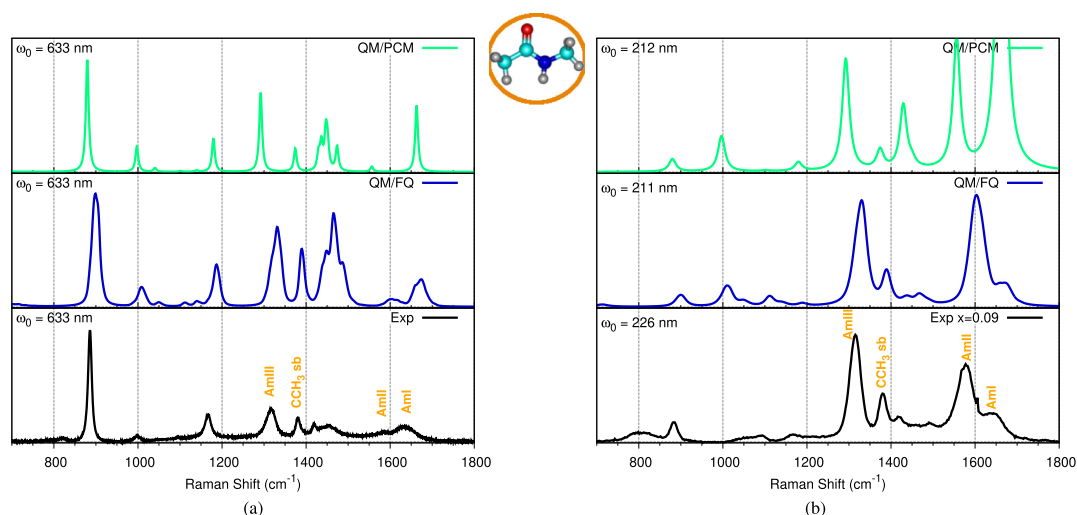 ω0 = 633 nm
QM/PCM
ω0 = 633 nm
QM/FQ
ω0 = 633 nm
Exp
AmIII
CCH3 sb
AmII
AmI
800
1000
1200
1400
1600
1800
Raman Shift (cm-1)
(a)
ω0 = 212 nm
QM/PCM
ω0 = 211 nm
QM/FQ
ω0 = 226 nm
Exp x=0.09
AmIII
CCH3 sb
AmII
AmI
800
1000
1200
1400
1600
1800
Raman Shift (cm-1)
(b)